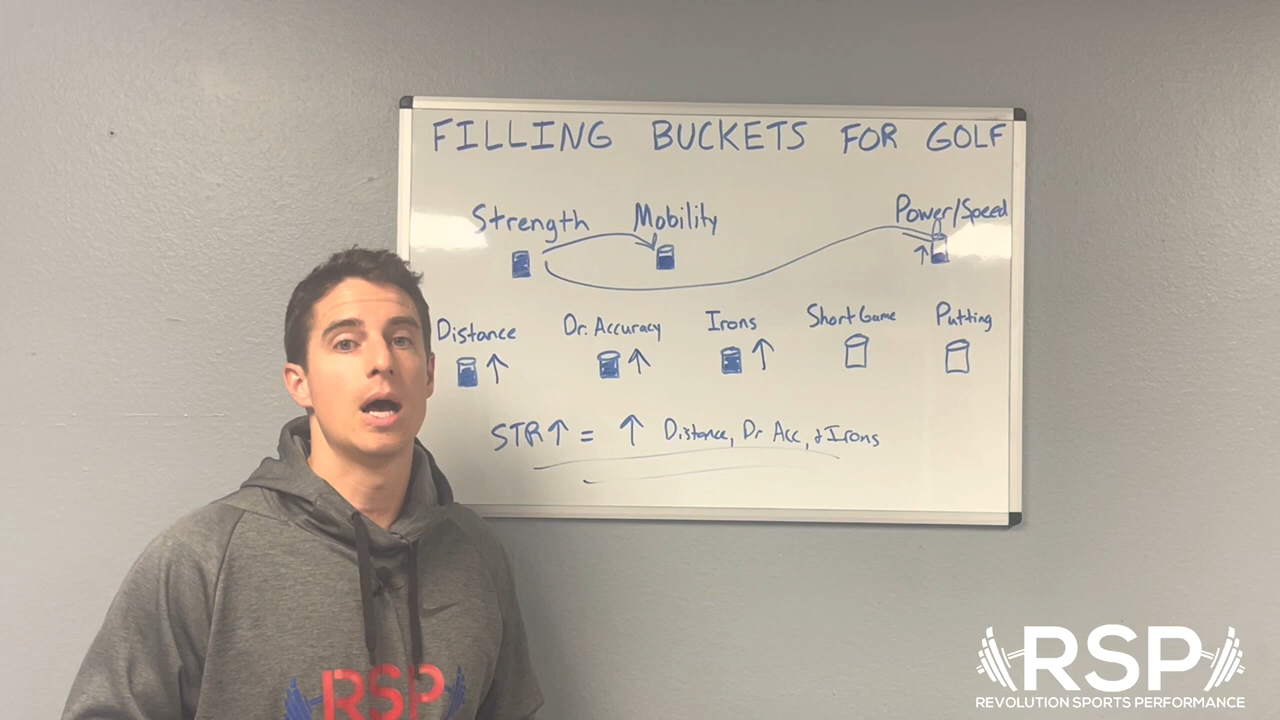 FILLING BUCKETS FOR GOLF
Strength Mobility Power/Speed
Distance Dr. Accuracy Irons Short Game Putting
STR↑ = ↑ Distance, Dr Acc, & Irons
RSP
RSP
REVOLUTION SPORTS PERFORMANCE